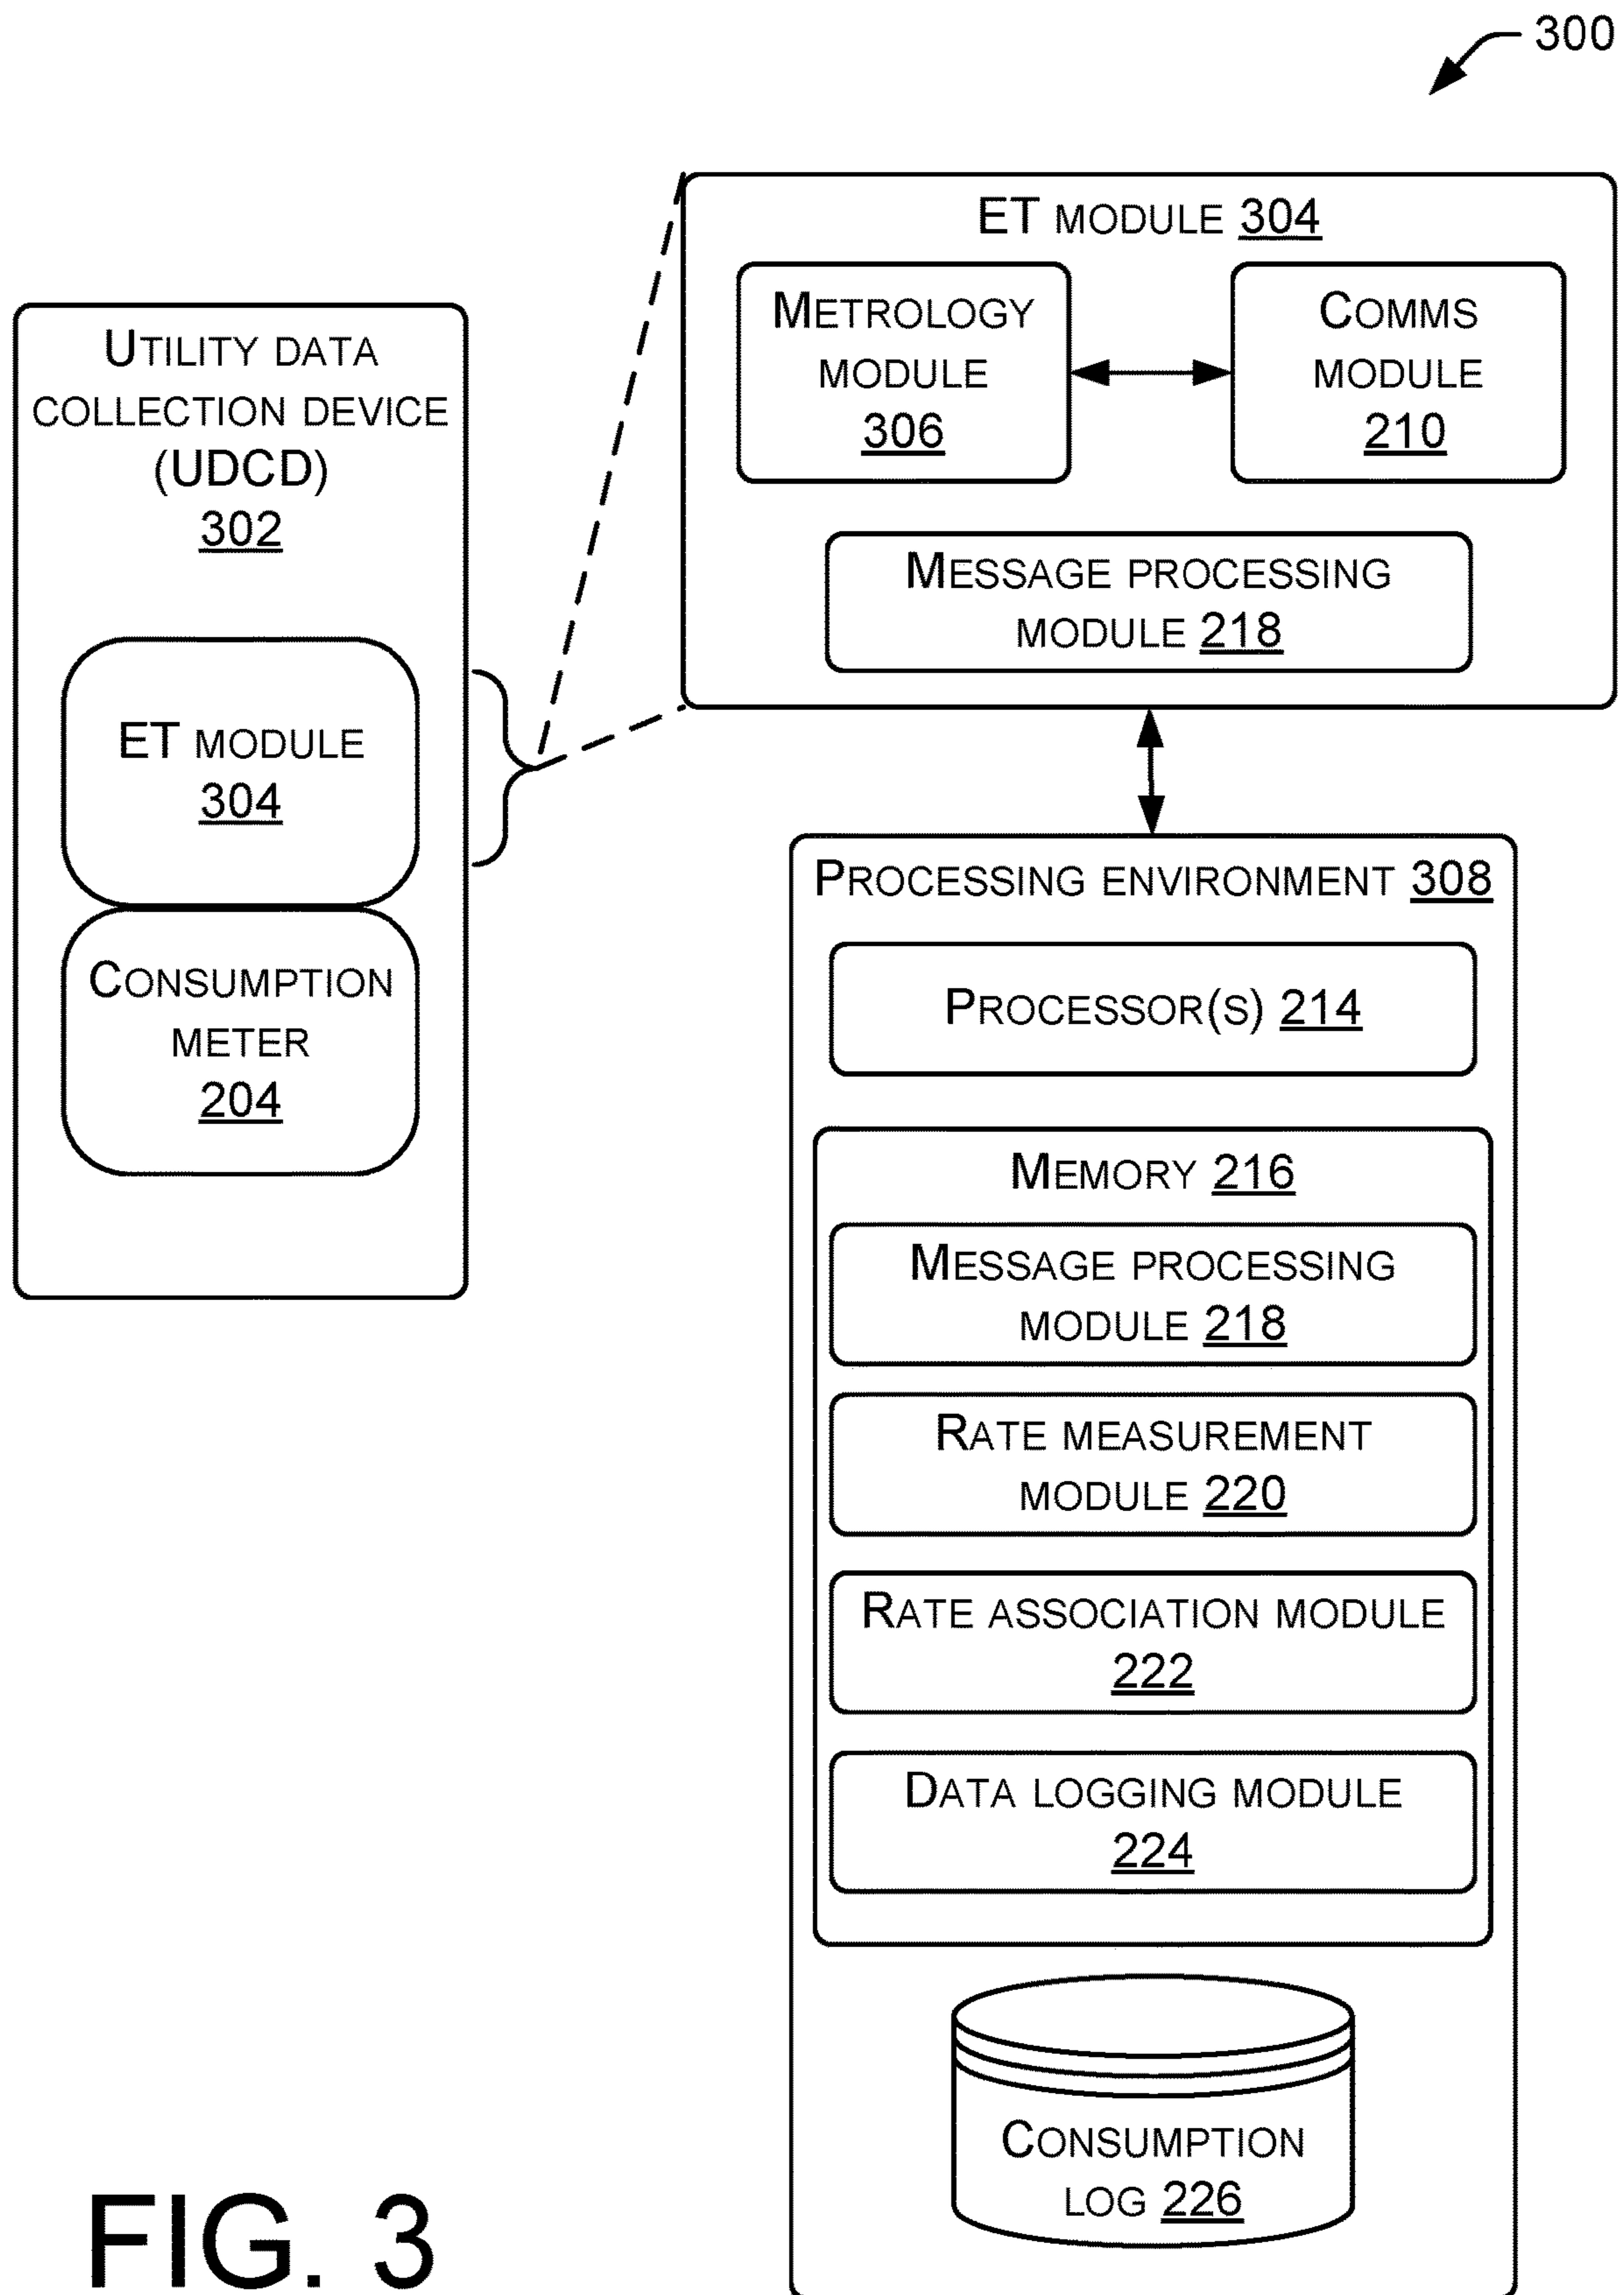 300
UTILITY DATA
COLLECTION DEVICE
(UDCD)
302
ET MODULE
304
CONSUMPTION
METER
204
ET MODULE 304
METROLOGY
MODULE
306
COMMS
MODULE
210
MESSAGE PROCESSING
MODULE 218
PROCESSING ENVIRONMENT 308
PROCESSOR(S) 214
MEMORY 216
MESSAGE PROCESSING
MODULE 218
RATE MEASUREMENT
MODULE 220
RATE ASSOCIATION MODULE
222
DATA LOGGING MODULE
224
CONSUMPTION
LOG 226
FIG. 3